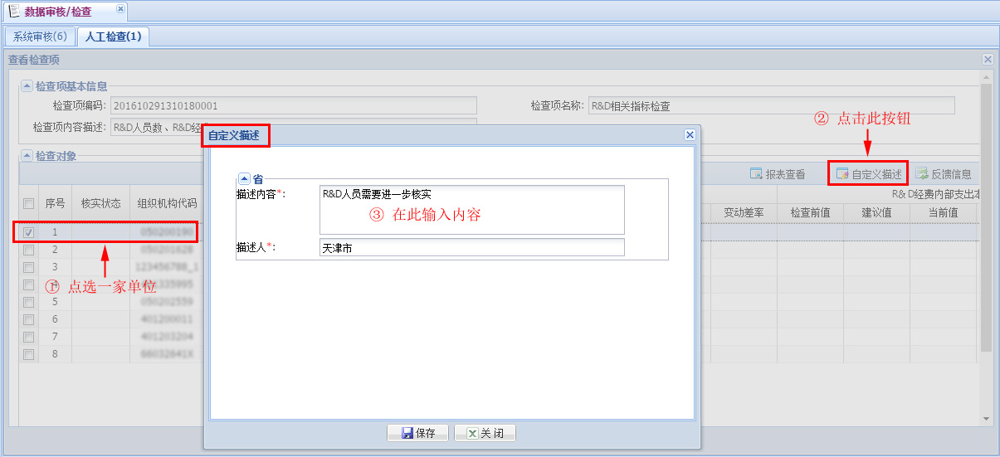 数据审核/检查
系统审核(6) 人工检查(1)
查看检查项
检查项基本信息
检查项编码: 201610291310180001 检查项名称: R&D相关指标检查
② 点击此按钮
检查项内容描述: R&D人员数、R&D经
自定义描述
检查对象
报表查看 自定义描述 反馈信息
省
描述内容*: R&D人员需要进一步核实
③ 在此输入内容
描述人*: 天津市
序号 核实状态 组织机构代码
R& D经费内部支出本
变动差率 检查前值 建议值 当前值
1 050200190
2 050201628
3 123456788_1
① 点选一家单位
4 335995
5 050202559
6 401200011
7 401203204
8 66032641X
保存 关 闭